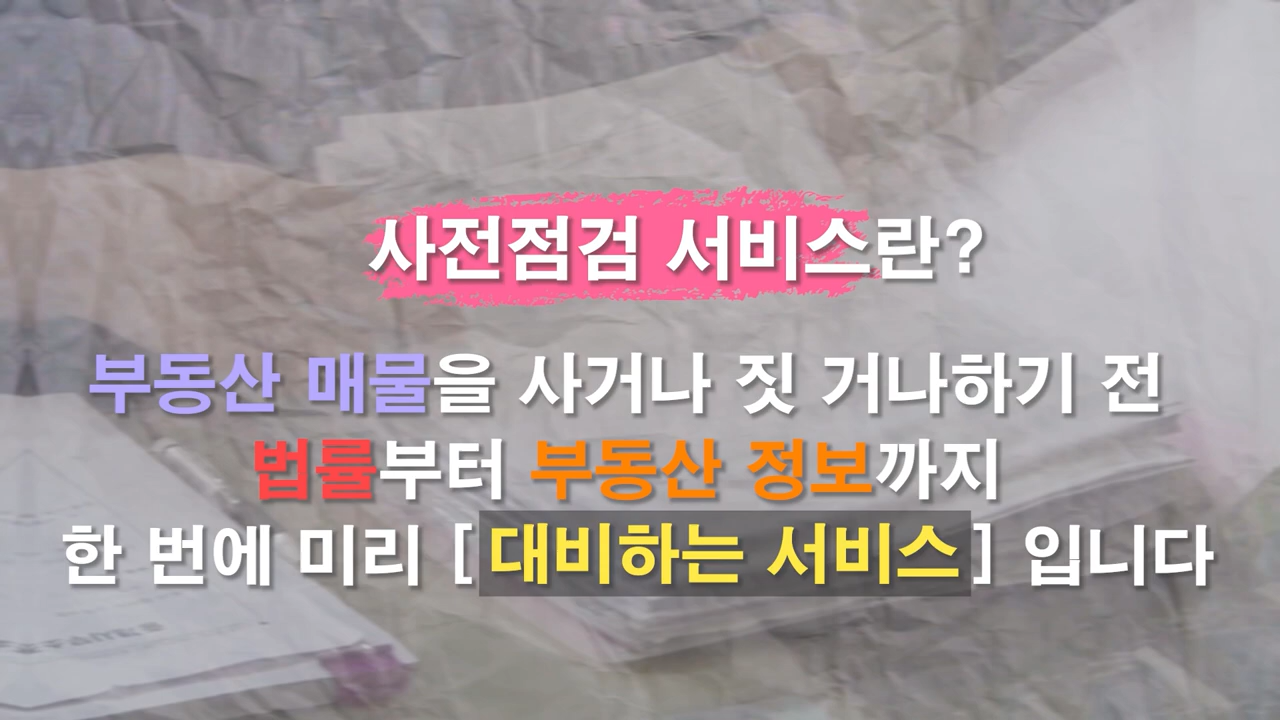 사전점검 서비스란?
부동산 매물을 사거나 짓 거나하기 전
법률부터 부동산 정보까지
한 번에 미리 [ 대비하는 서비스 ] 입니다